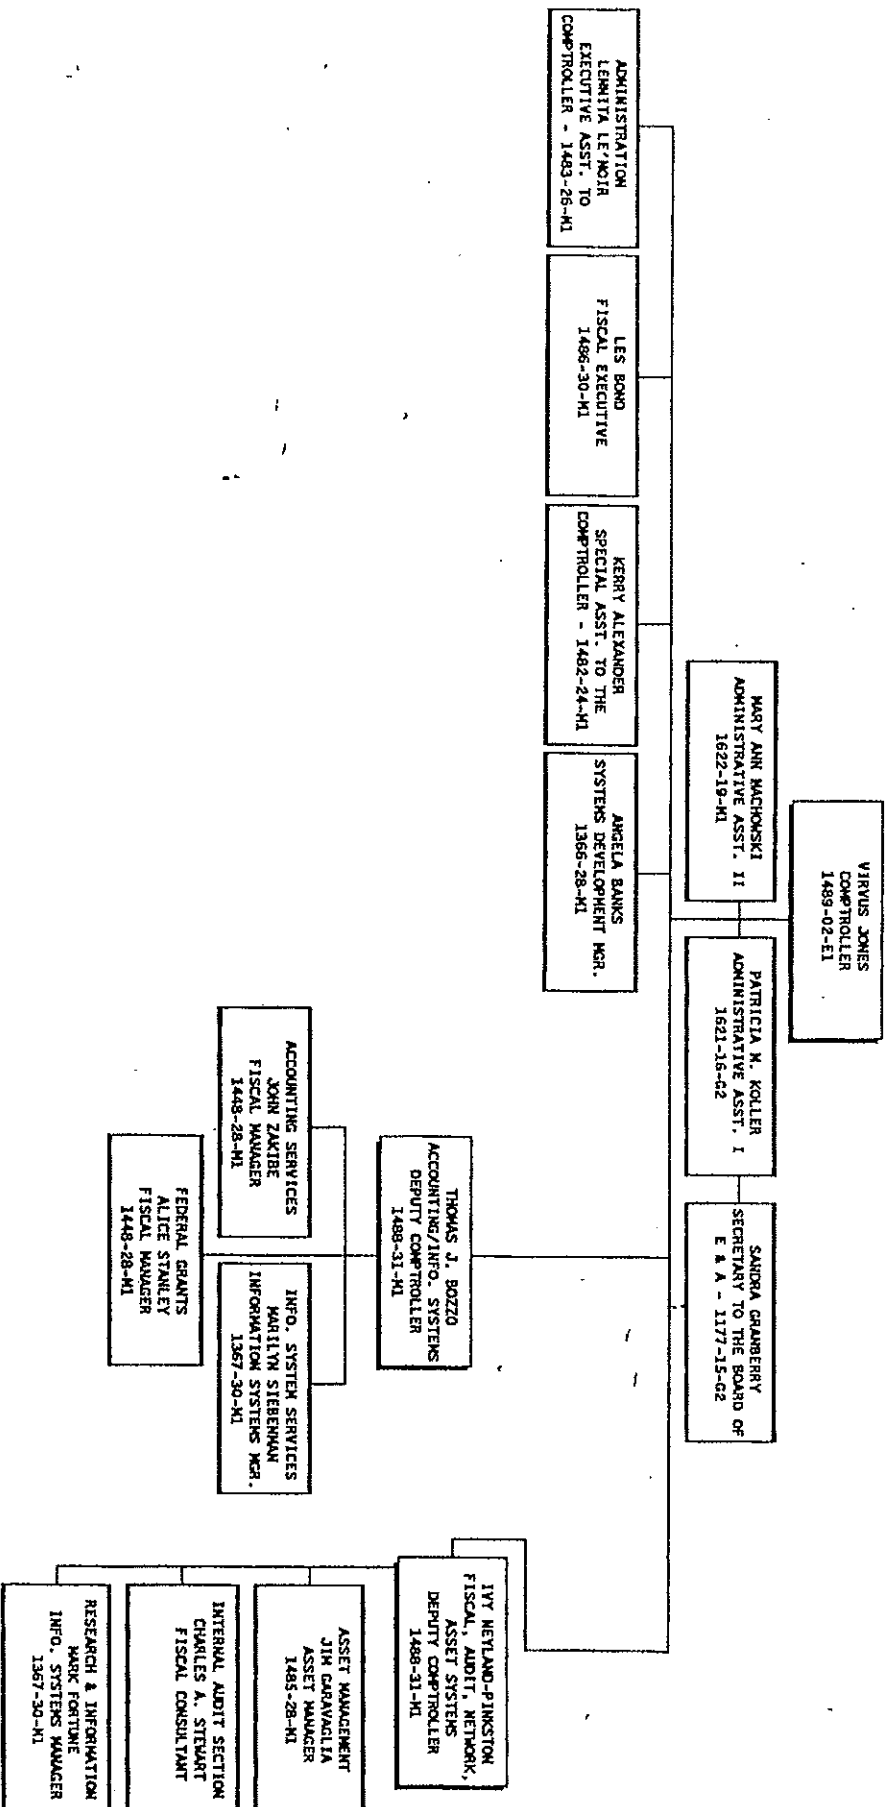 VIRVUS JONES
COMPTROLLER
1489-02-E1
MARY ANN MACHOWSKI
ADMINISTRATIVE ASST. II
1622-19-M1
PATRICIA M. KOLLER
ADMINISTRATIVE ASST. I
1621-16-G2
SANDRA GRANBERRY
SECRETARY TO THE BOARD OF
E & A - 1177-15-G2
ADMINISTRATION
LEMMITA LE'MOIR
EXECUTIVE ASST. TO
COMPTROLLER - 1483-26-M1
LES BOND
FISCAL EXECUTIVE
1486-30-M1
KERRY ALEXANDER
SPECIAL ASST. TO THE
COMPTROLLER - 1482-24-M1
ANGELA BANKS
SYSTEMS DEVELOPMENT MGR.
1366-28-M1
THOMAS J. BOZZO
ACCOUNTING/INFO. SYSTEMS
DEPUTY COMPTROLLER
1488-31-M1
ACCOUNTING SERVICES
JOHN ZAKIBE
FISCAL MANAGER
1448-28-M1
INFO. SYSTEM SERVICES
MARILYN SIEBENMAN
INFORMATION SYSTEMS MGR.
1367-30-M1
FEDERAL GRANTS
ALICE STANLEY
FISCAL MANAGER
1448-28-M1
IVY NEYLAND-PINKSTON
FISCAL, AUDIT, NETWORK,
ASSET SYSTEMS
DEPUTY COMPTROLLER
1488-31-M1
ASSET MANAGEMENT
JIM GARAVAGLIA
ASSET MANAGER
1485-28-M1
INTERNAL AUDIT SECTION
CHARLES A. STEWART
FISCAL CONSULTANT
RESEARCH & INFORMATION
MARK FORTUNE
INFO. SYSTEMS MANAGER
1367-30-M1